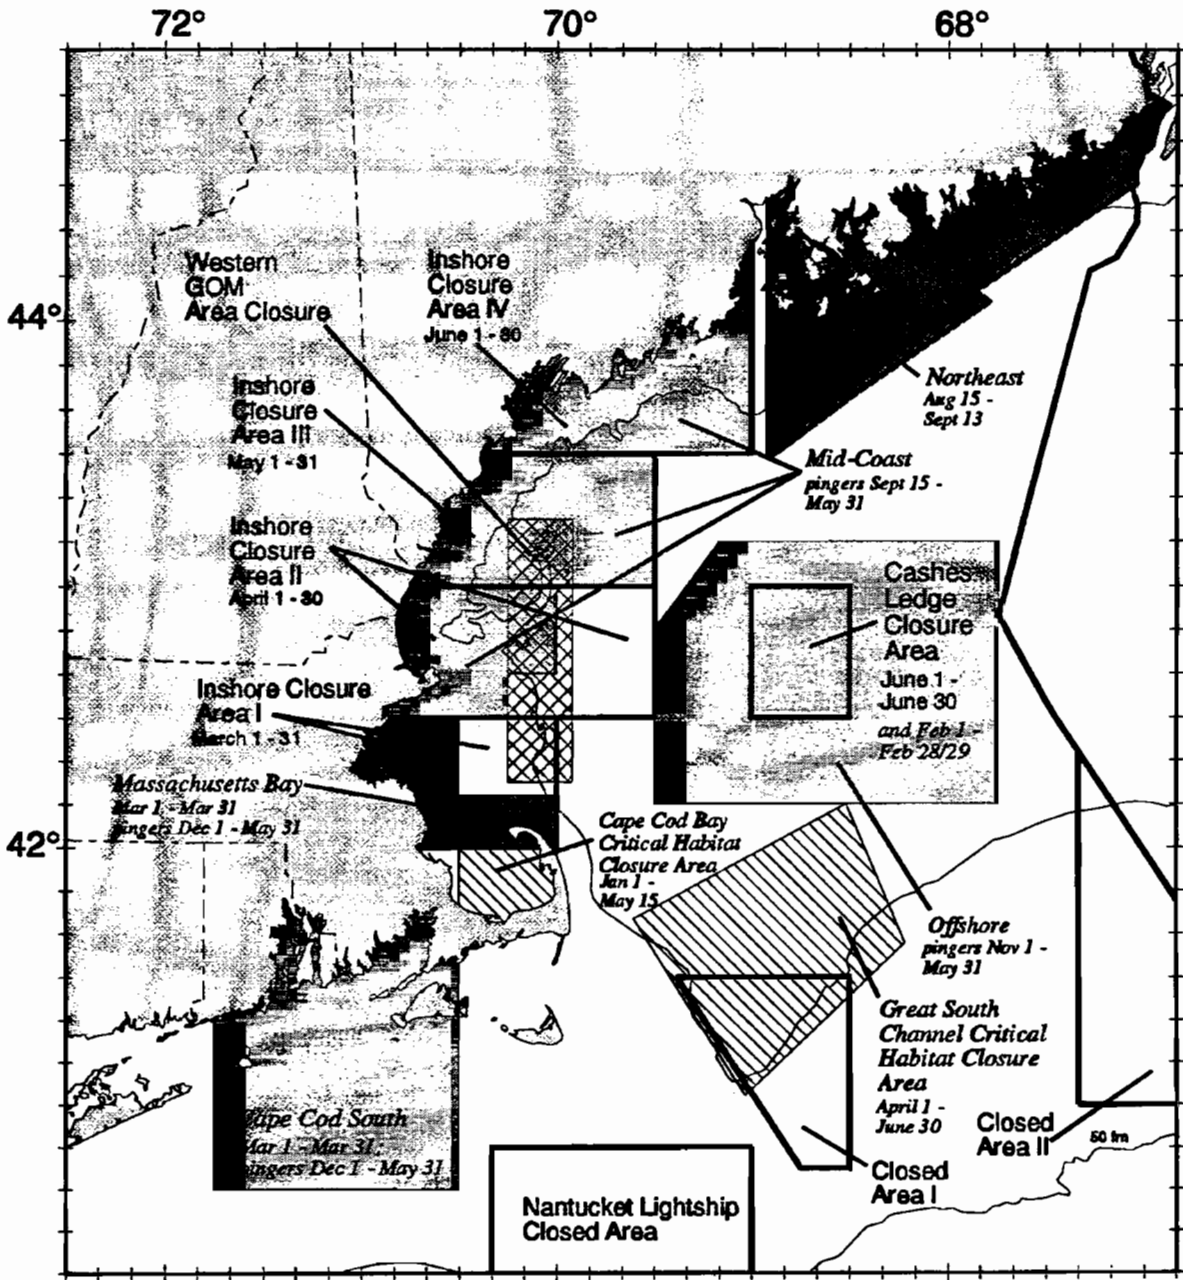 72°
70°
68°
44°
42°
Western
GOM
Area Closure
Inshore
Closure
Area IV
June 1 - 30
Inshore
Closure
Area III
May 1 - 31
Northeast
Aug 15 -
Sept 13
Mid-Coast
pingers Sept 15 -
May 31
Inshore
Closure
Area II
April 1 - 30
Cashes
Ledge
Closure
Area
June 1 -
June 30
and Feb 1 -
Feb 28/29
Inshore Closure
Area I
March 1 - 31
Massachusetts Bay
Mar 1 - Mar 31
pingers Dec 1 - May 31
Cape Cod Bay
Critical Habitat
Closure Area
Jan 1 -
May 15
Offshore
pingers Nov 1 -
May 31
Great South
Channel Critical
Habitat Closure
Area
April 1 -
June 30
Cape Cod South
Mar 1 - Mar 31;
pingers Dec 1 - May 31
Closed
Area II
50 fm
Closed
Area I
Nantucket Lightship
Closed Area